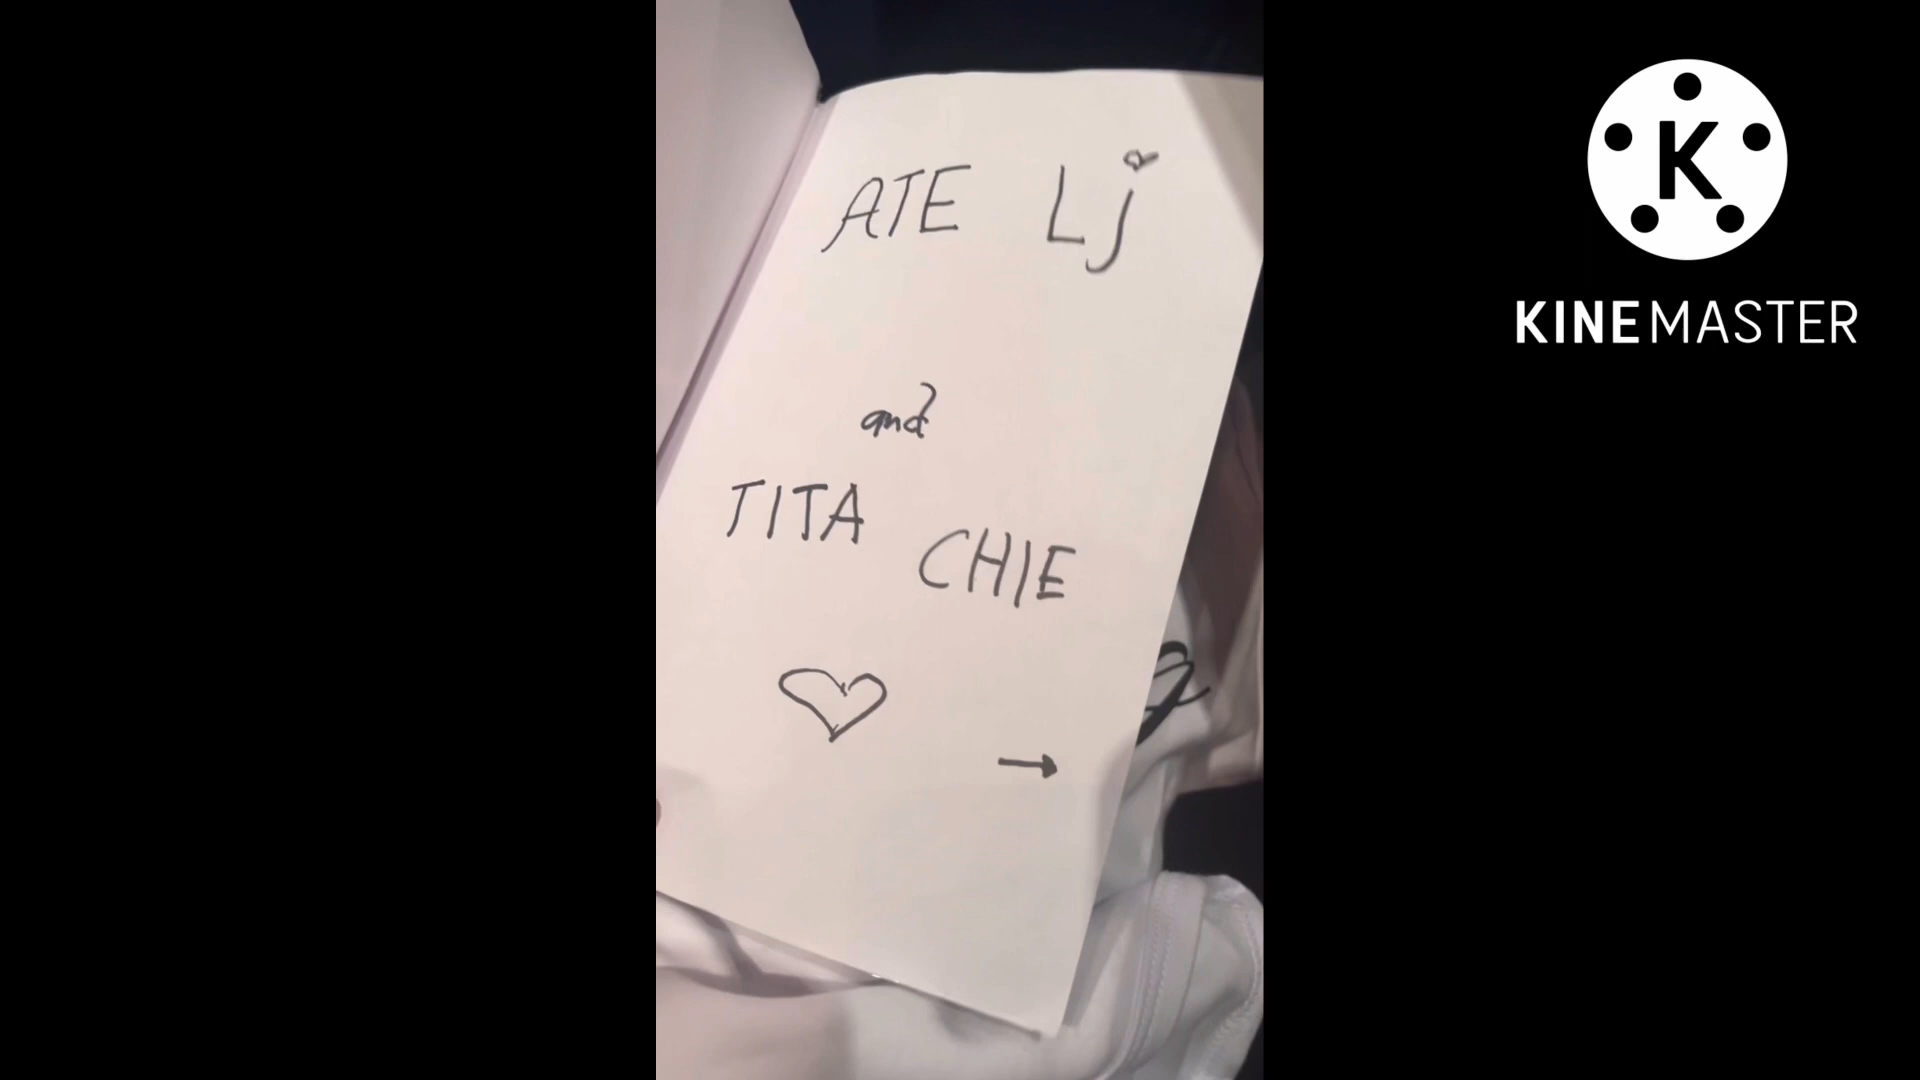 ATE Lj
and
TITA CHIE
→
K
KINEMASTER